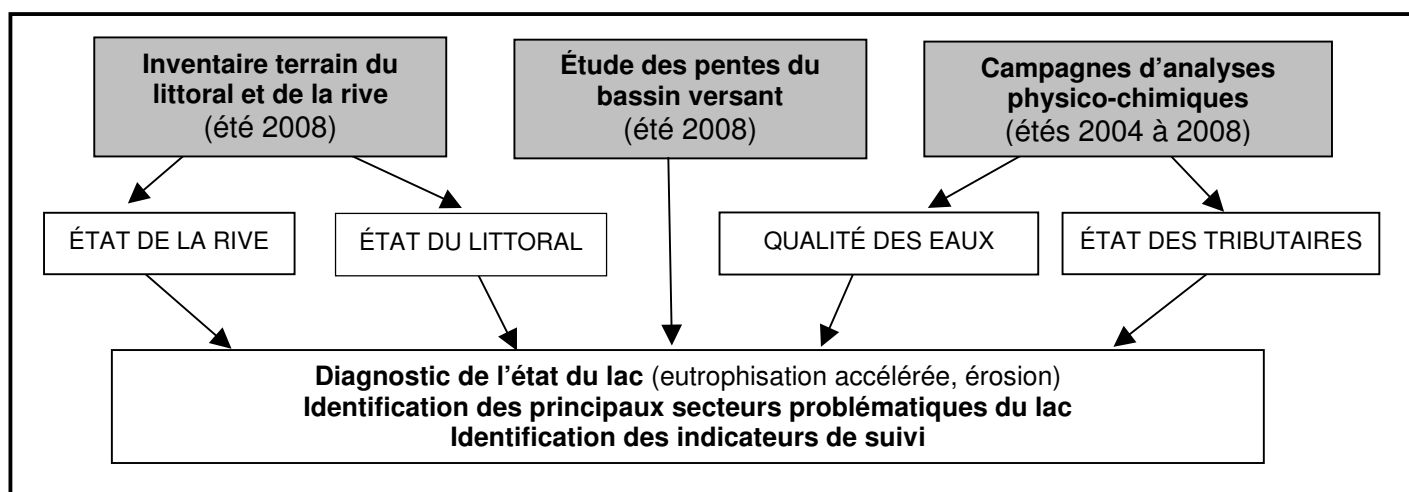 Inventaire terrain du
littoral et de la rive
(été 2008)
Étude des pentes du
bassin versant
(été 2008)
Campagnes d'analyses
physico-chimiques
(étés 2004 à 2008)
ÉTAT DE LA RIVE
ÉTAT DU LITTORAL
QUALITÉ DES EAUX
ÉTAT DES TRIBUTAIRES
Diagnostic de l'état du lac (eutrophisation accélérée, érosion)
Identification des principaux secteurs problématiques du lac
Identification des indicateurs de suivi